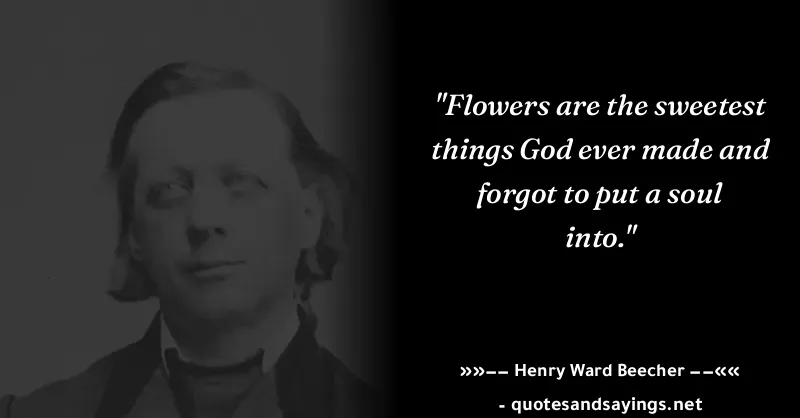 "Flowers are the sweetest
things God ever made and
forgot to put a soul
into."
»»–– Henry Ward Beecher ––««
- quotesandsayings.net